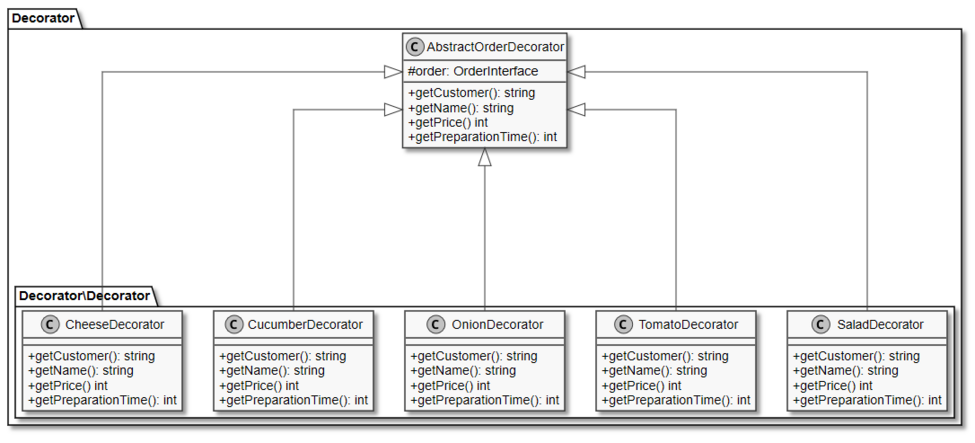 Decorator
C AbstractOrderDecorator
#order: OrderInterface
+getCustomer(): string
+getName(): string
+getPrice() int
+getPreparationTime(): int
Decorator\Decorator
C CheeseDecorator
+getCustomer(): string
+getName(): string
+getPrice() int
+getPreparationTime(): int
C CucumberDecorator
+getCustomer(): string
+getName(): string
+getPrice() int
+getPreparationTime(): int
C OnionDecorator
+getCustomer(): string
+getName(): string
+getPrice() int
+getPreparationTime(): int
C TomatoDecorator
+getCustomer(): string
+getName(): string
+getPrice() int
+getPreparationTime(): int
C SaladDecorator
+getCustomer(): string
+getName(): string
+getPrice() int
+getPreparationTime(): int